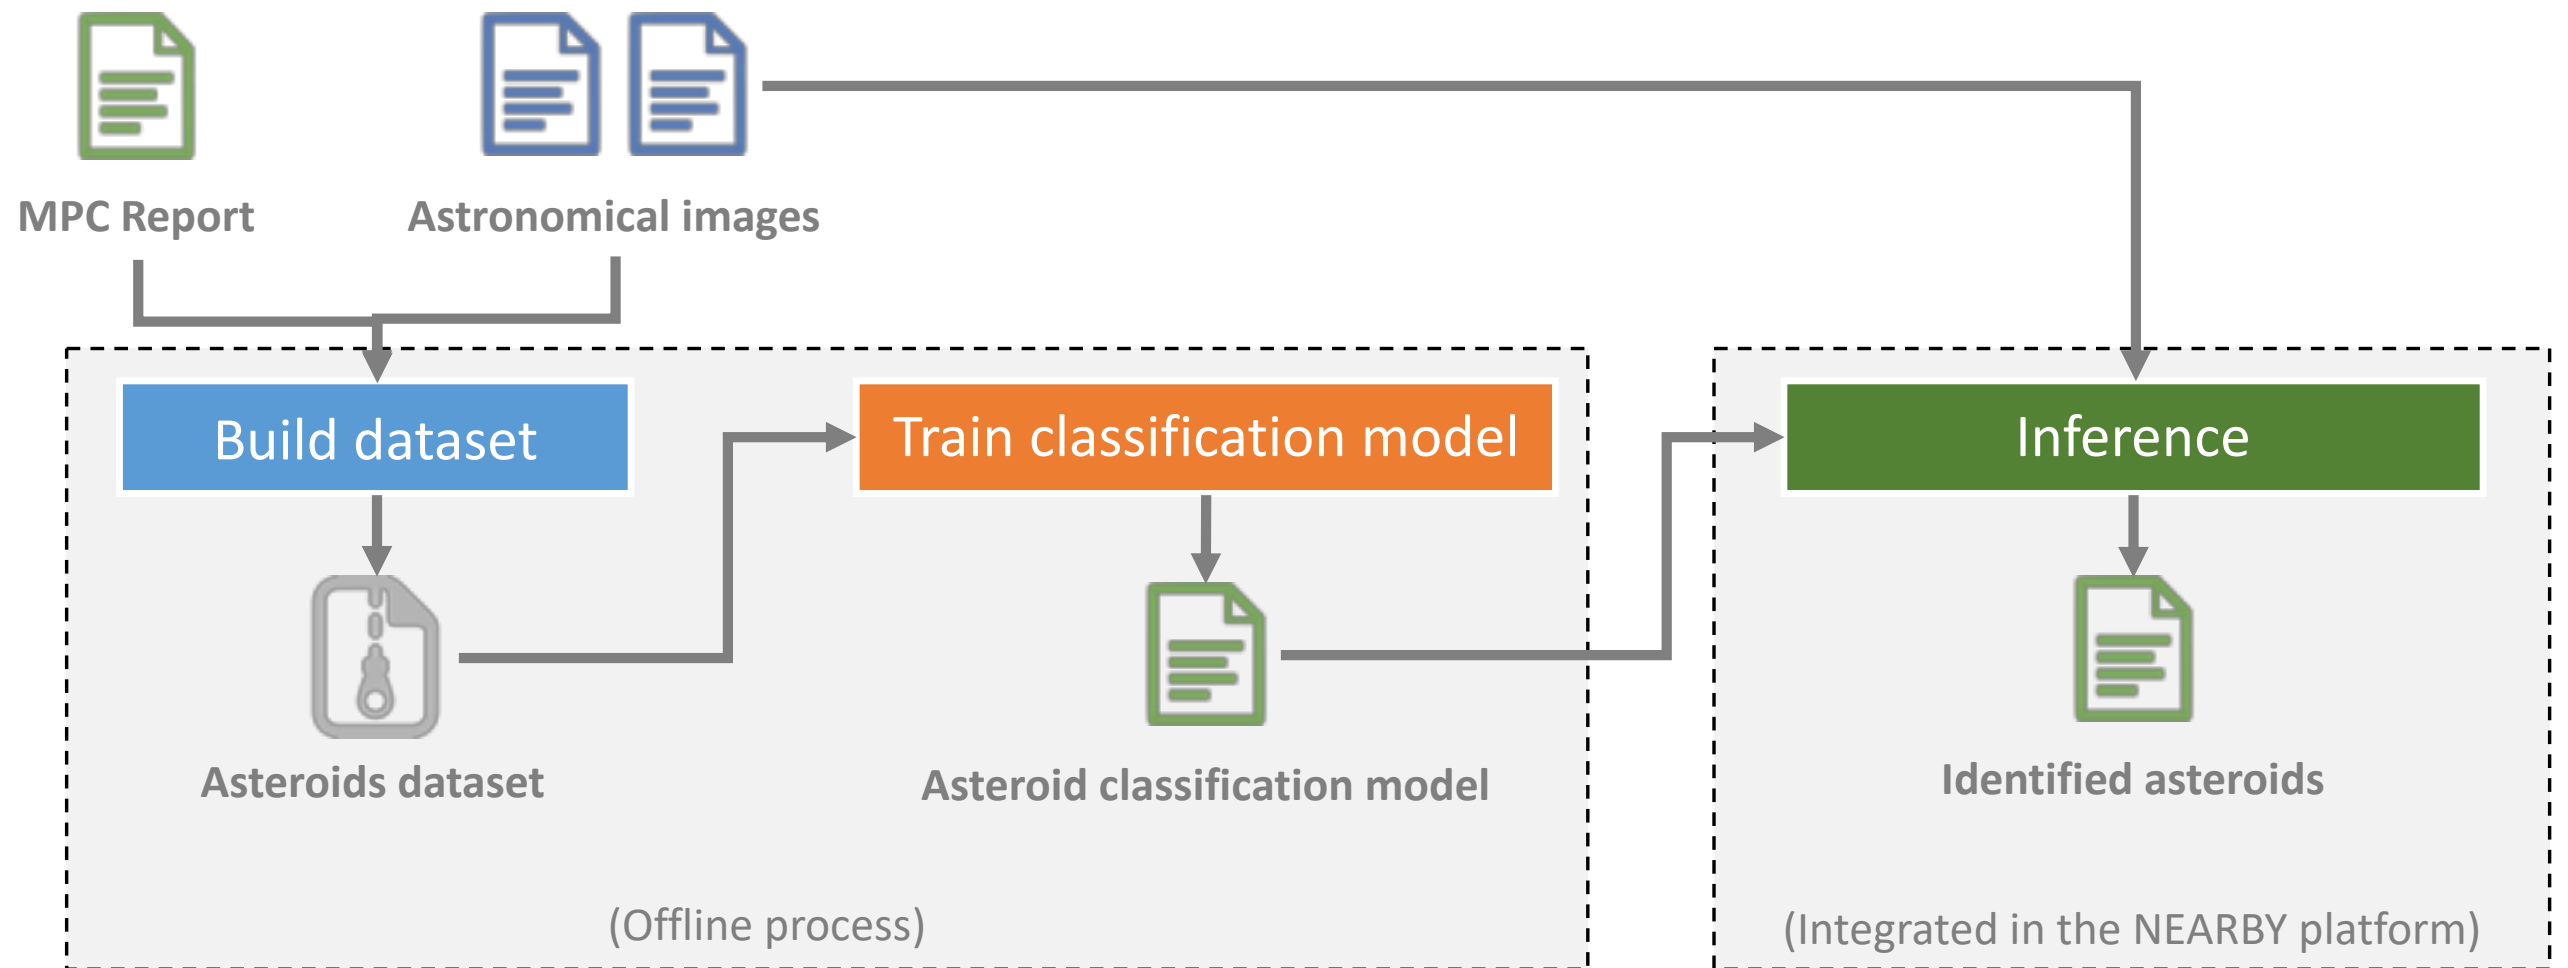 MPC Report
Astronomical images
Build dataset
Train classification model
Inference
Asteroids dataset
Asteroid classification model
Identified asteroids
(Offline process)
(Integrated in the NEARBY platform)